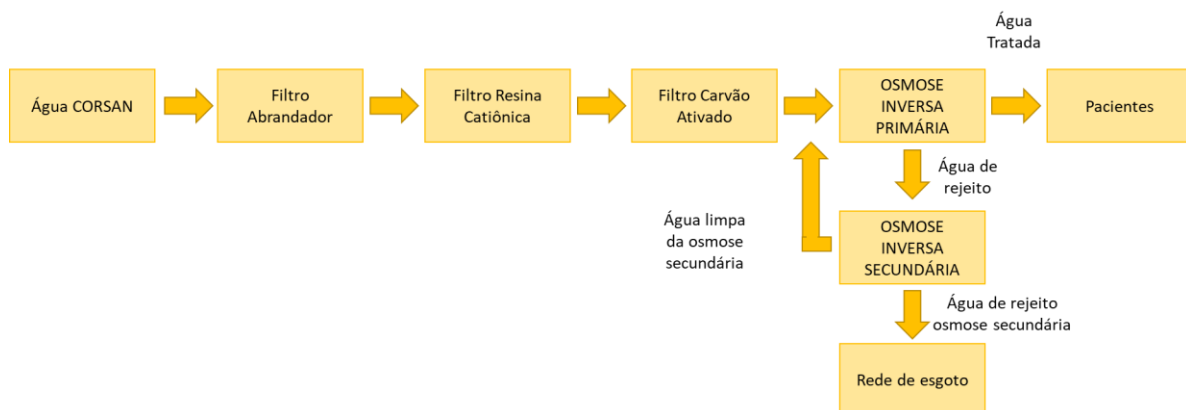 Água
Tratada
Água CORSAN
Filtro
Abrandador
Filtro Resina
Catiônica
Filtro Carvão
Ativado
OSMOSE
INVERSA
PRIMÁRIA
Pacientes
Água de
rejeito
Água limpa
da osmose
secundária
OSMOSE
INVERSA
SECUNDÁRIA
Água de rejeito
osmose secundária
Rede de esgoto